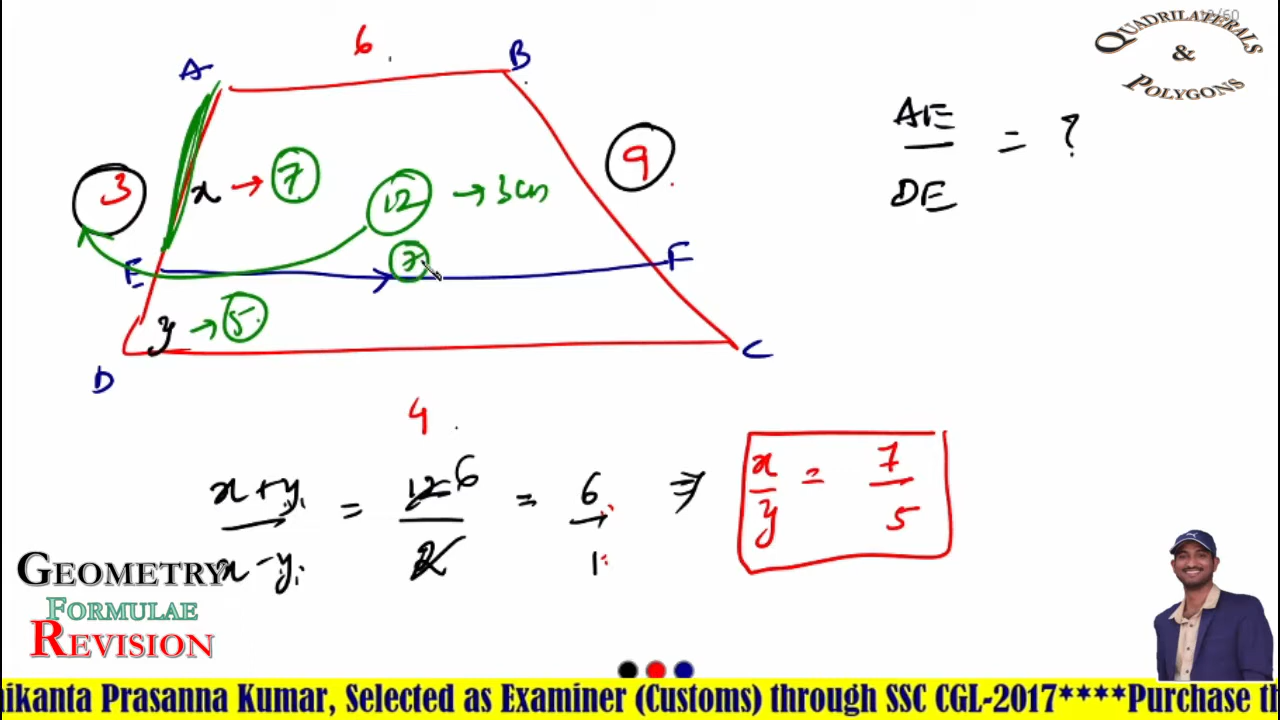 6
A
B
QUADRILATERALS
&
POLYGONS
AE
DE
= ?
3
x → 7
12 → 3cm
9
E
7
F
y → 5
D
C
4
x+y / x-y = 12 6 / 2 = 6 / 1 ⇒ x / y = 7 / 5
GEOMETRY
FORMULAE
REVISION
nikanta Prasanna Kumar, Selected as Examiner (Customs) through SSC CGL-2017****Purchase th